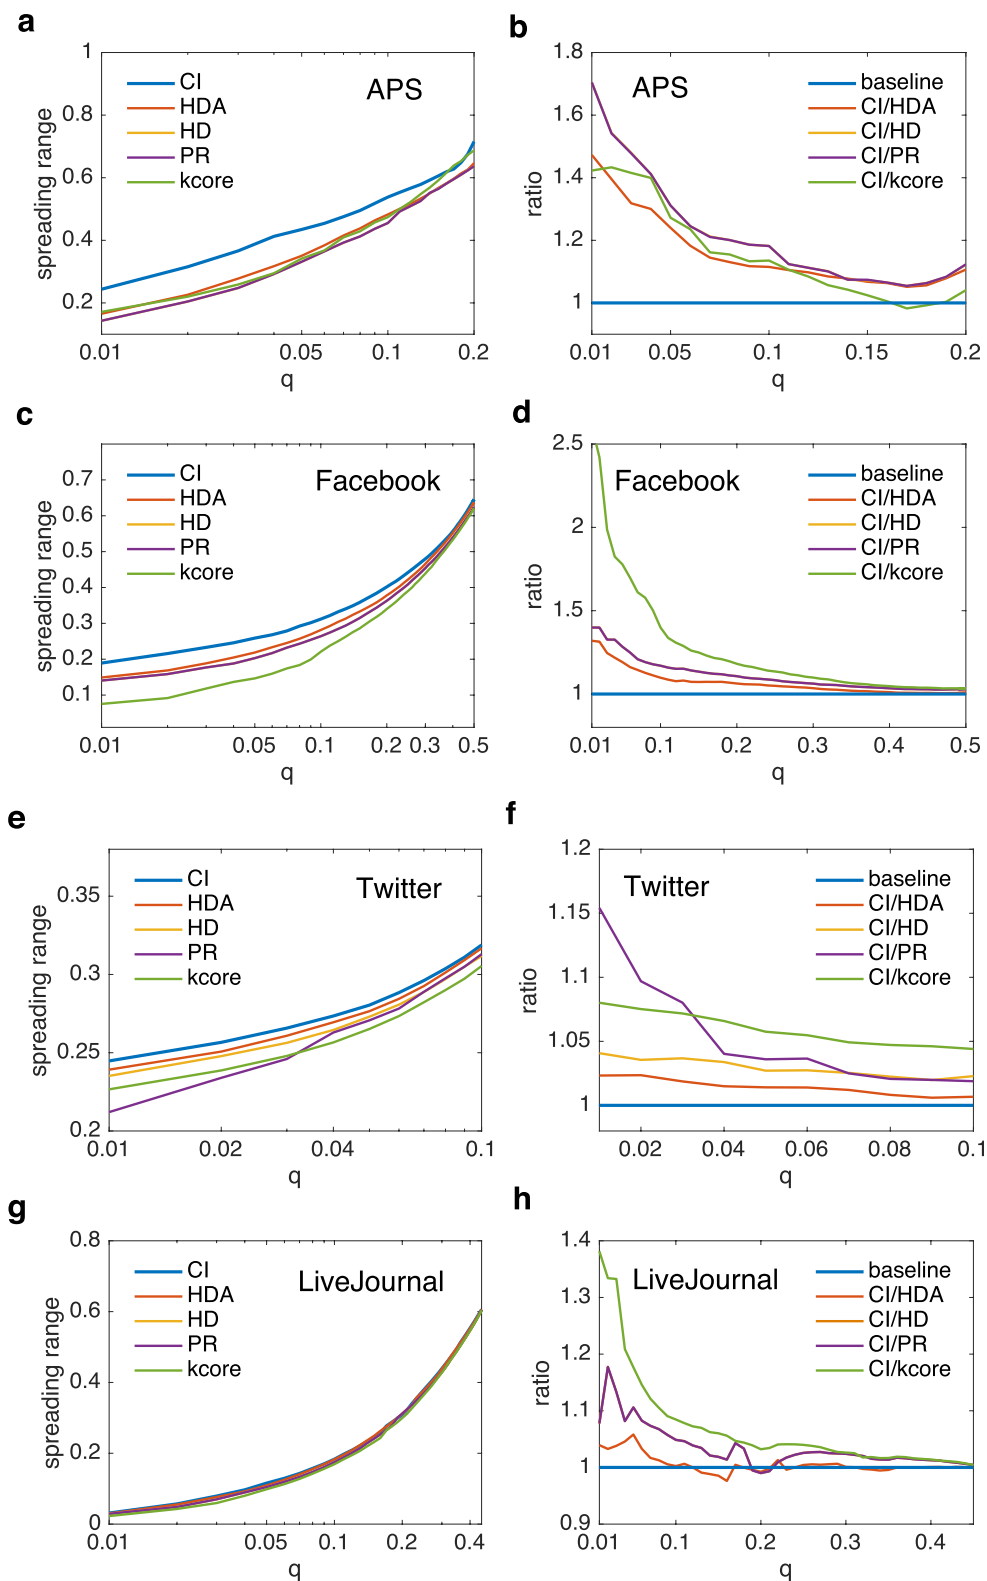 a
1
0.8
0.6
0.4
0.2
CI
HDA
HD
PR
kcore
APS
spreading range
0.01
0.05
0.1
0.2
q
b
1.8
1.6
1.4
1.2
1
APS
baseline
CI/HDA
CI/HD
CI/PR
CI/kcore
ratio
0.01
0.05
0.1
0.15
0.2
q
c
0.7
0.6
0.5
0.4
0.3
0.2
0.1
CI
HDA
HD
PR
kcore
Facebook
spreading range
0.01
0.05
0.1
0.2
0.3
0.5
q
d
2.5
2
1.5
1
Facebook
baseline
CI/HDA
CI/HD
CI/PR
CI/kcore
ratio
0.01
0.1
0.2
0.3
0.4
0.5
q
e
0.35
0.3
0.25
0.2
CI
HDA
HD
PR
kcore
Twitter
spreading range
0.01
0.02
0.04
0.1
q
f
1.2
1.15
1.1
1.05
1
Twitter
baseline
CI/HDA
CI/HD
CI/PR
CI/kcore
ratio
0.02
0.04
0.06
0.08
0.1
q
g
0.8
0.6
0.4
0.2
0
CI
HDA
HD
PR
kcore
LiveJournal
spreading range
0.01
0.05
0.1
0.2
0.4
q
h
1.4
1.3
1.2
1.1
1
0.9
LiveJournal
baseline
CI/HDA
CI/HD
CI/PR
CI/kcore
ratio
0.01
0.1
0.2
0.3
0.4
q